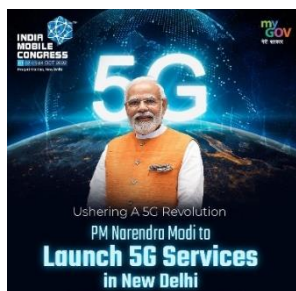 INDIA
MOBILE
CONGRESS
my
GOV
मेरी सरकार
5G
Ushering A 5G Revolution
PM Narendra Modi to
Launch 5G Services
in New Delhi